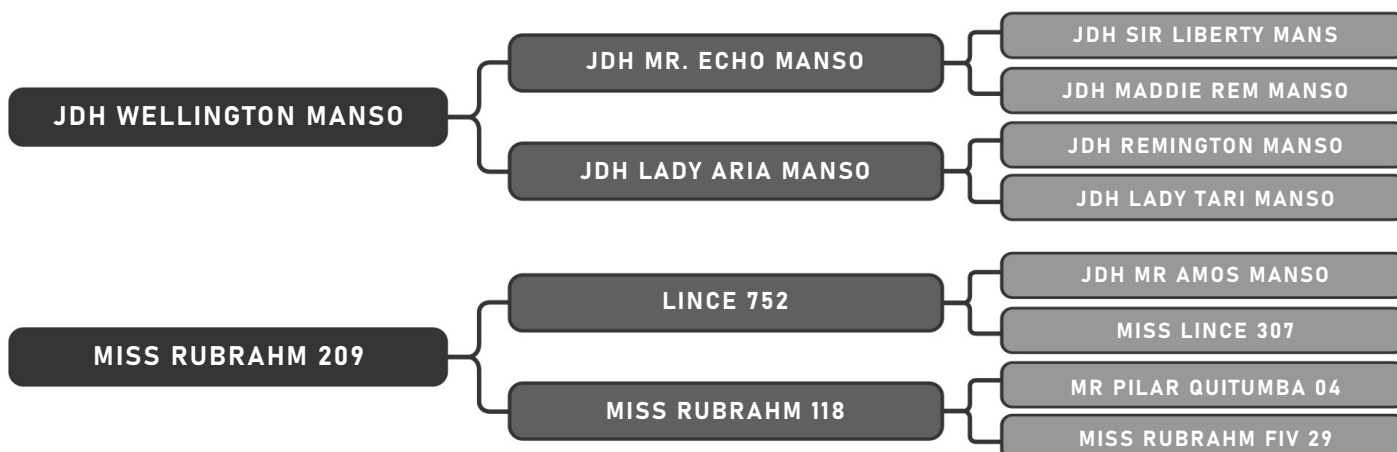 JDH WELLINGTON MANSO
JDH MR. ECHO MANSO
JDH SIR LIBERTY MANS
JDH MADDIE REM MANSO
JDH LADY ARIA MANSO
JDH REMINGTON MANSO
JDH LADY TARI MANSO
MISS RUBRAHM 209
LINCE 752
JDH MR AMOS MANSO
MISS LINCE 307
MISS RUBRAHM 118
MR PILAR QUITUMBA 04
MISS RUBRAHM FIV 29